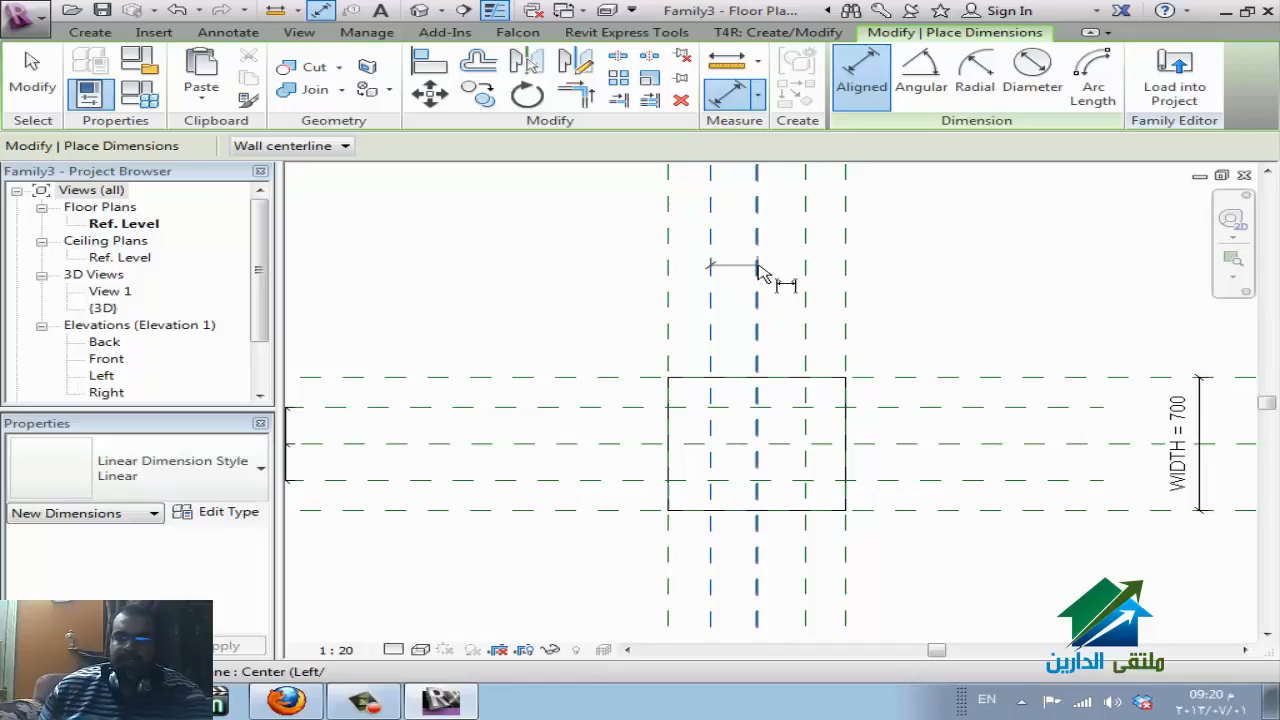 Family3 - Floor Pla...
Sign In
Create
Insert
Annotate
View
Manage
Add-Ins
Falcon
Revit Express Tools
T4R: Create/Modify
Modify | Place Dimensions
Modify
Paste
Cut
Join
Aligned
Angular
Radial
Diameter
Arc
Length
Load into
Project
Select
Properties
Clipboard
Geometry
Modify
Measure
Create
Dimension
Family Editor
Modify | Place Dimensions
Wall centerline
Family3 - Project Browser
Views (all)
Floor Plans
Ref. Level
Ceiling Plans
Ref. Level
3D Views
View 1
{3D}
Elevations (Elevation 1)
Back
Front
Left
Right
Properties
Linear Dimension Style
Linear
New Dimensions
Edit Type
WIDTH = 700
ملتقى الدارين
1 : 20
ne : Center (Left/
EN
09:20 م
٢٠١٣/٠٧/٠١